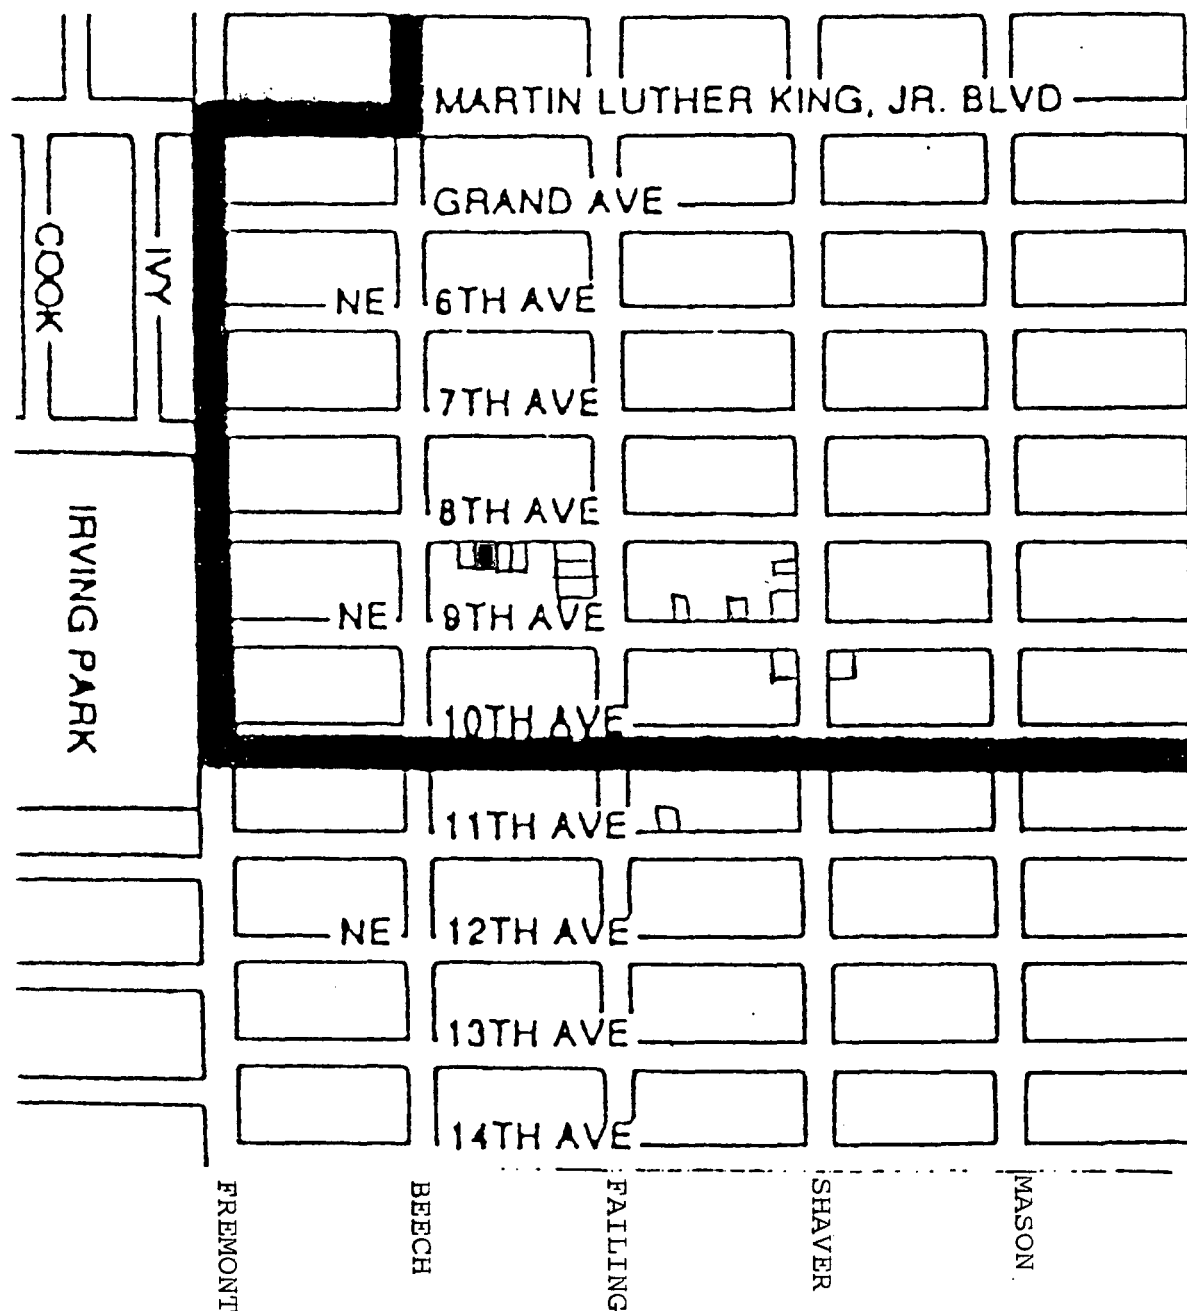 MARTIN LUTHER KING, JR. BLVD
GRAND AVE
COOK
IVY
NE 6TH AVE
7TH AVE
8TH AVE
IRVING PARK
NE 9TH AVE
10TH AVE
11TH AVE
NE 12TH AVE
13TH AVE
14TH AVE
FREMONT
BEECH
FAILING
SHAVER
MASON